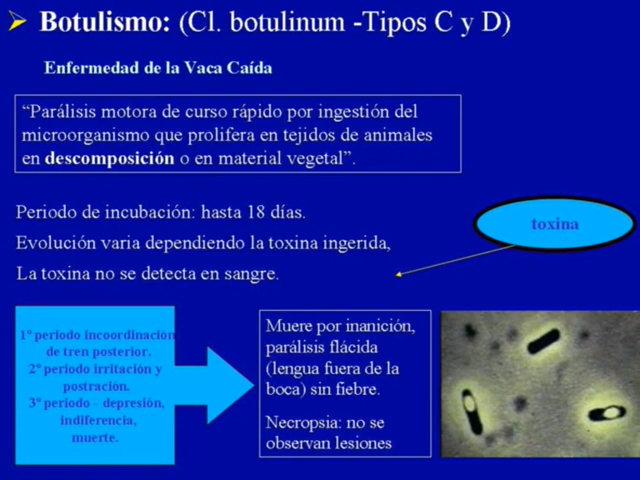 Botulismo: (Cl. botulinum -Tipos C y D)
Enfermedad de la Vaca Caída
“Parálisis motora de curso rápido por ingestión del
microorganismo que prolifera en tejidos de animales
en descomposición o en material vegetal”.
Periodo de incubación: hasta 18 días.
Evolución varia dependiendo la toxina ingerida,
La toxina no se detecta en sangre.
toxina
1º periodo incoordinación
de tren posterior.
2º periodo irritación y
postración.
3º periodo – depresión,
indiferencia,
muerte.
Muere por inanición,
parálisis flácida
(lengua fuera de la
boca) sin fiebre.
Necropsia: no se
observan lesiones